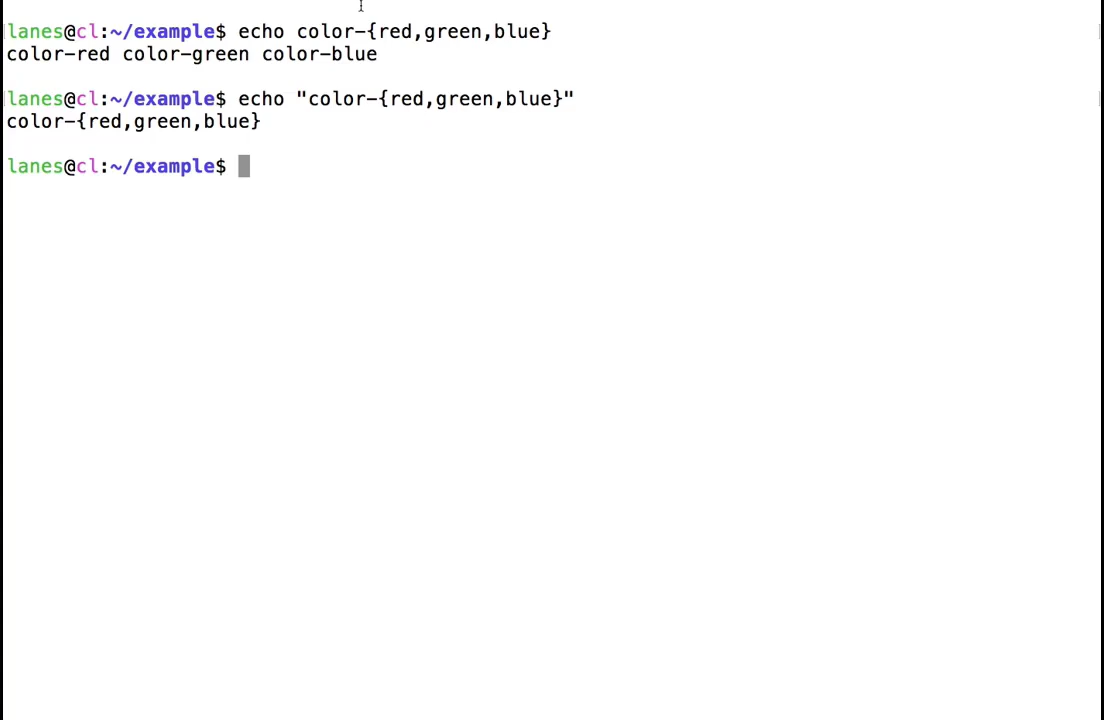 lanes@cl:~/example$ echo color-{red,green,blue}
color-red color-green color-blue
lanes@cl:~/example$ echo "color-{red,green,blue}"
color-{red,green,blue}
lanes@cl:~/example$